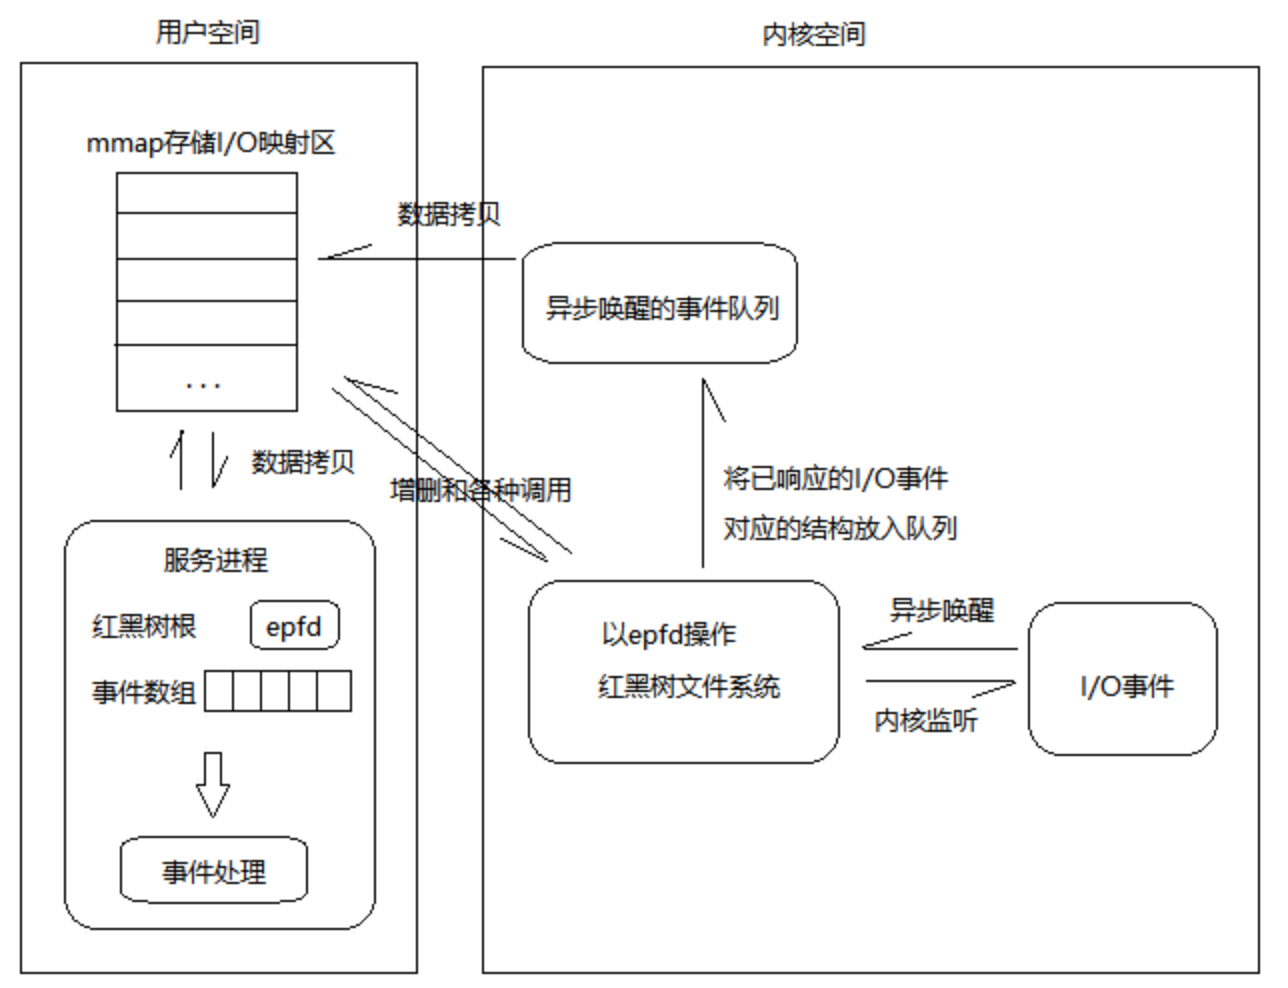 用户空间
内核空间
mmap存储I/O映射区
数据拷贝
异步唤醒的事件队列
...
数据拷贝
增删和各种调用
将已响应的I/O事件
对应的结构放入队列
服务进程
红黑树根
epfd
事件数组
事件处理
以epfd操作
红黑树文件系统
异步唤醒
内核监听
I/O事件